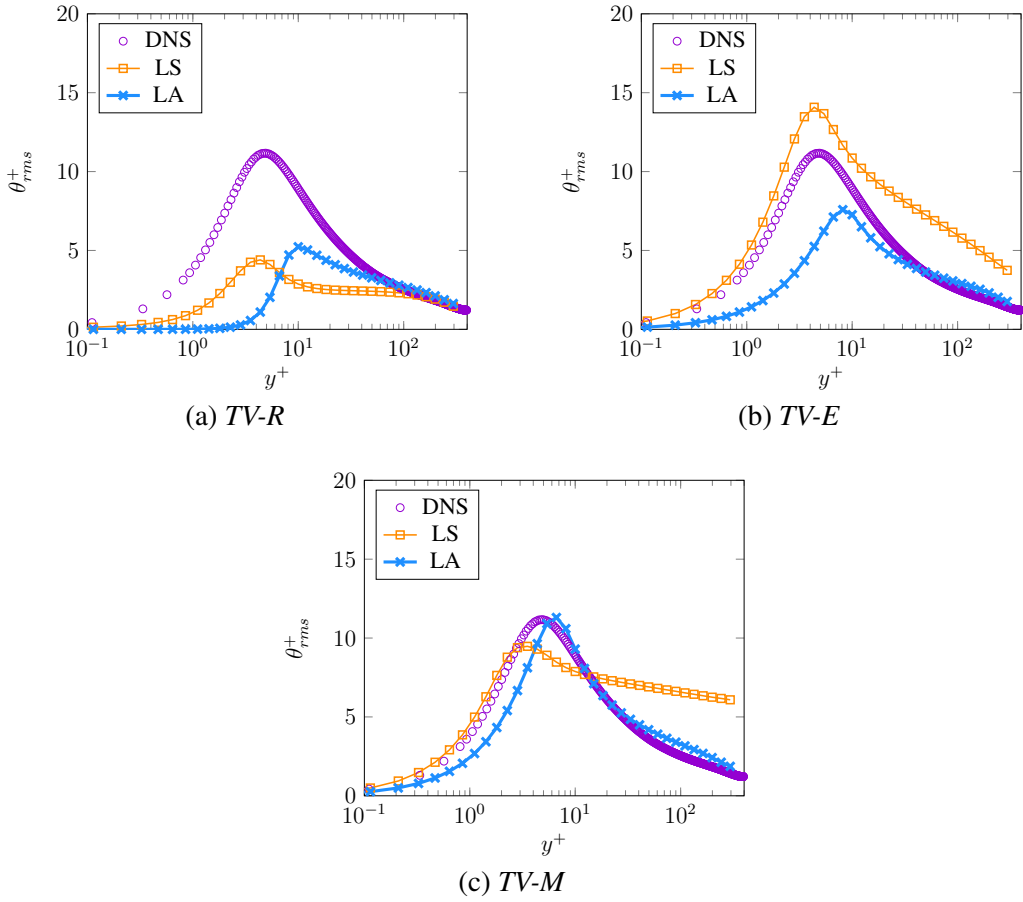 20
15
10
5
0
θ⁺rms
DNS
LS
LA
10⁻¹ 10⁰ 10¹ 10²
y⁺
(a) TV-R
20
15
10
5
0
θ⁺rms
DNS
LS
LA
10⁻¹ 10⁰ 10¹ 10²
y⁺
(b) TV-E
20
15
10
5
0
θ⁺rms
DNS
LS
LA
10⁻¹ 10⁰ 10¹ 10²
y⁺
(c) TV-M